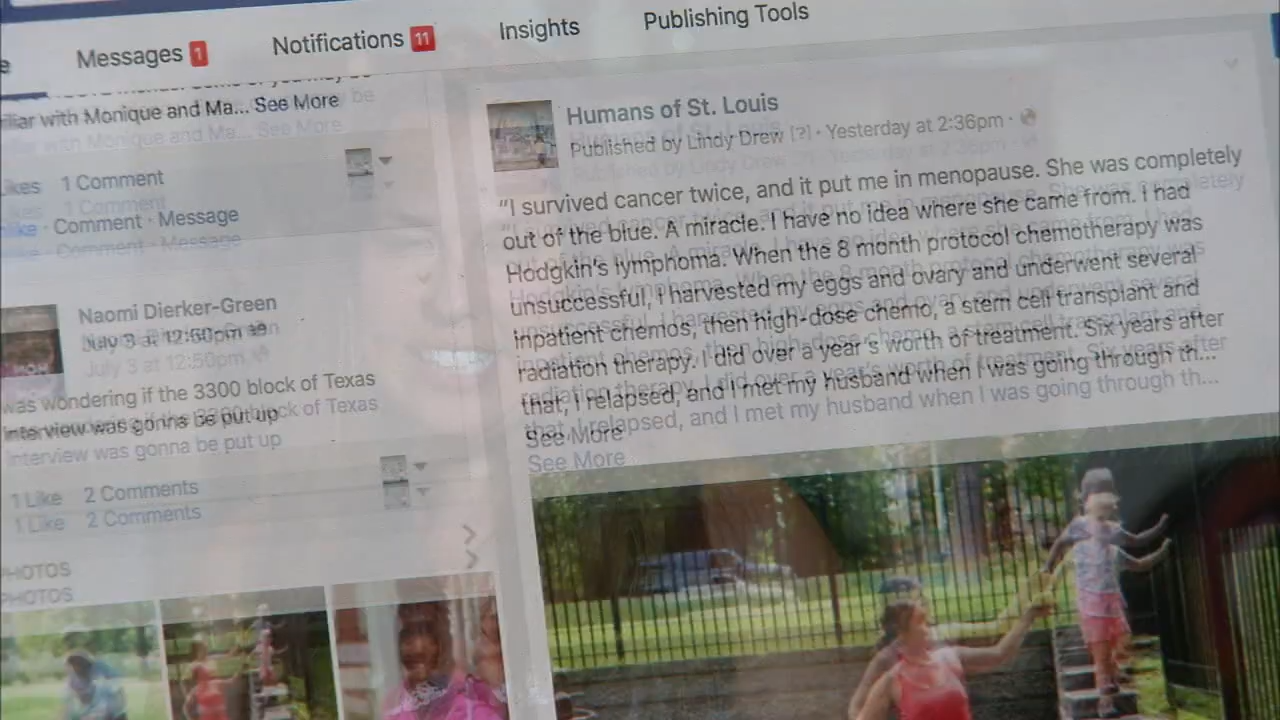 Messages 1
Notifications 11
Insights
Publishing Tools
iliar with Monique and Ma... See More
ikes 1 Comment
Comment · Message
Naomi Dierker-Green
July 3 at 12:50pm
was wondering if the 3300 block of Texas
interview was gonna be put up
1 Like 2 Comments
PHOTOS
Humans of St. Louis
Published by Lindy Drew [?] · Yesterday at 2:36pm ·
“I survived cancer twice, and it put me in menopause. She was completely
out of the blue. A miracle. I have no idea where she came from. I had
Hodgkin's lymphoma. When the 8 month protocol chemotherapy was
unsuccessful, I harvested my eggs and ovary and underwent several
inpatient chemos, then high-dose chemo, a stem cell transplant and
radiation therapy. I did over a year's worth of treatment. Six years after
that, I relapsed, and I met my husband when I was going through th...
See More